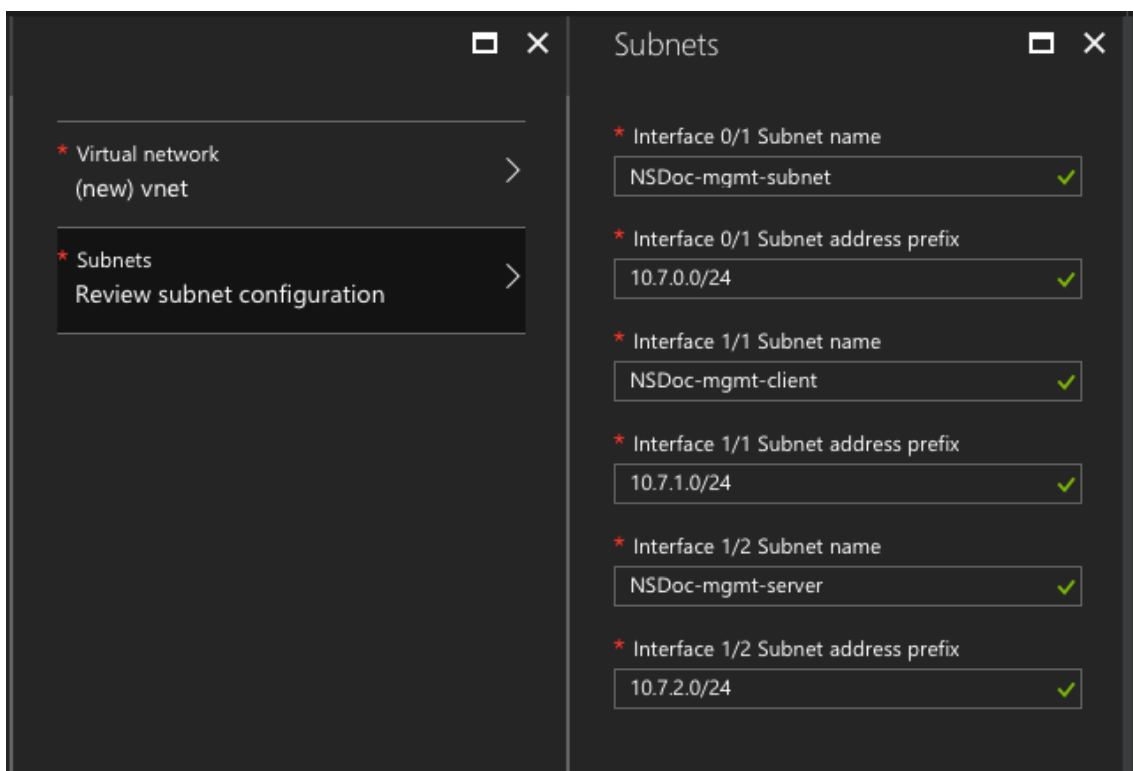 * Virtual network
(new) vnet
* Subnets
Review subnet configuration
Subnets
* Interface 0/1 Subnet name
NSDoc-mgmt-subnet
* Interface 0/1 Subnet address prefix
10.7.0.0/24
* Interface 1/1 Subnet name
NSDoc-mgmt-client
* Interface 1/1 Subnet address prefix
10.7.1.0/24
* Interface 1/2 Subnet name
NSDoc-mgmt-server
* Interface 1/2 Subnet address prefix
10.7.2.0/24